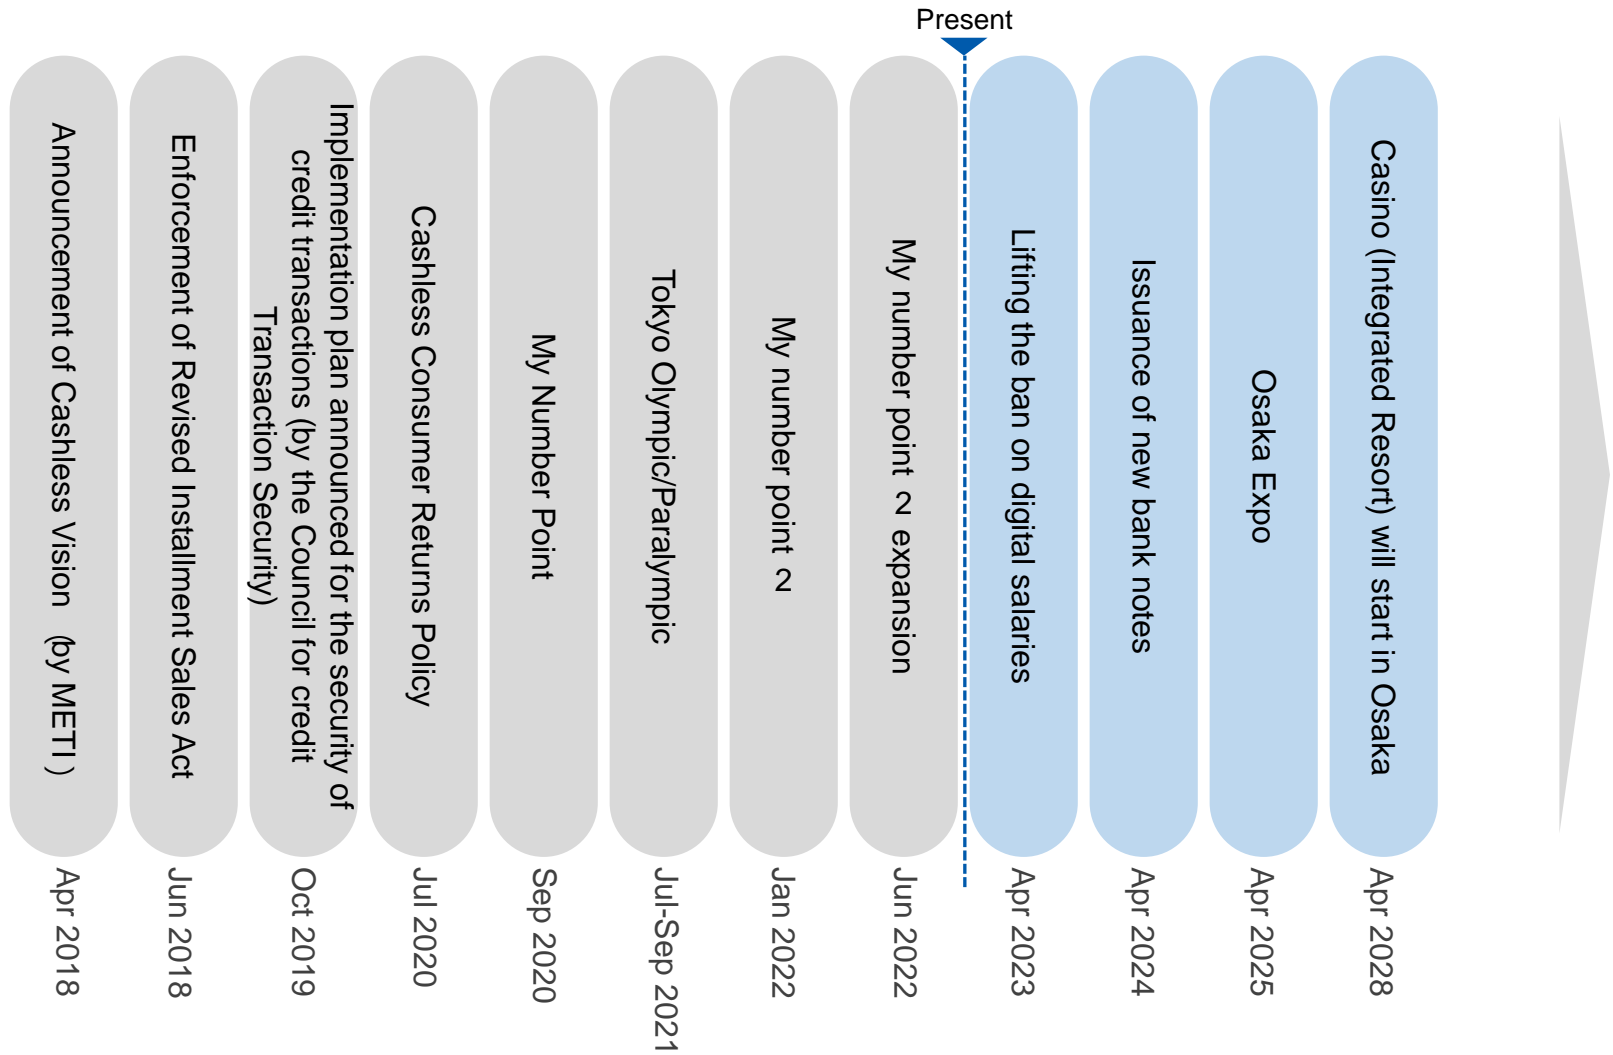 Present
Announcement of Cashless Vision (by METI)
Apr 2018
Enforcement of Revised Installment Sales Act
Jun 2018
Implementation plan announced for the security of
credit transactions (by the Council for credit
Transaction Security)
Oct 2019
Cashless Consumer Returns Policy
Jul 2020
My Number Point
Sep 2020
Tokyo Olympic/Paralympic
Jul-Sep 2021
My number point 2
Jan 2022
My number point 2 expansion
Jun 2022
Lifting the ban on digital salaries
Apr 2023
Issuance of new bank notes
Apr 2024
Osaka Expo
Apr 2025
Casino (Integrated Resort) will start in Osaka
Apr 2028